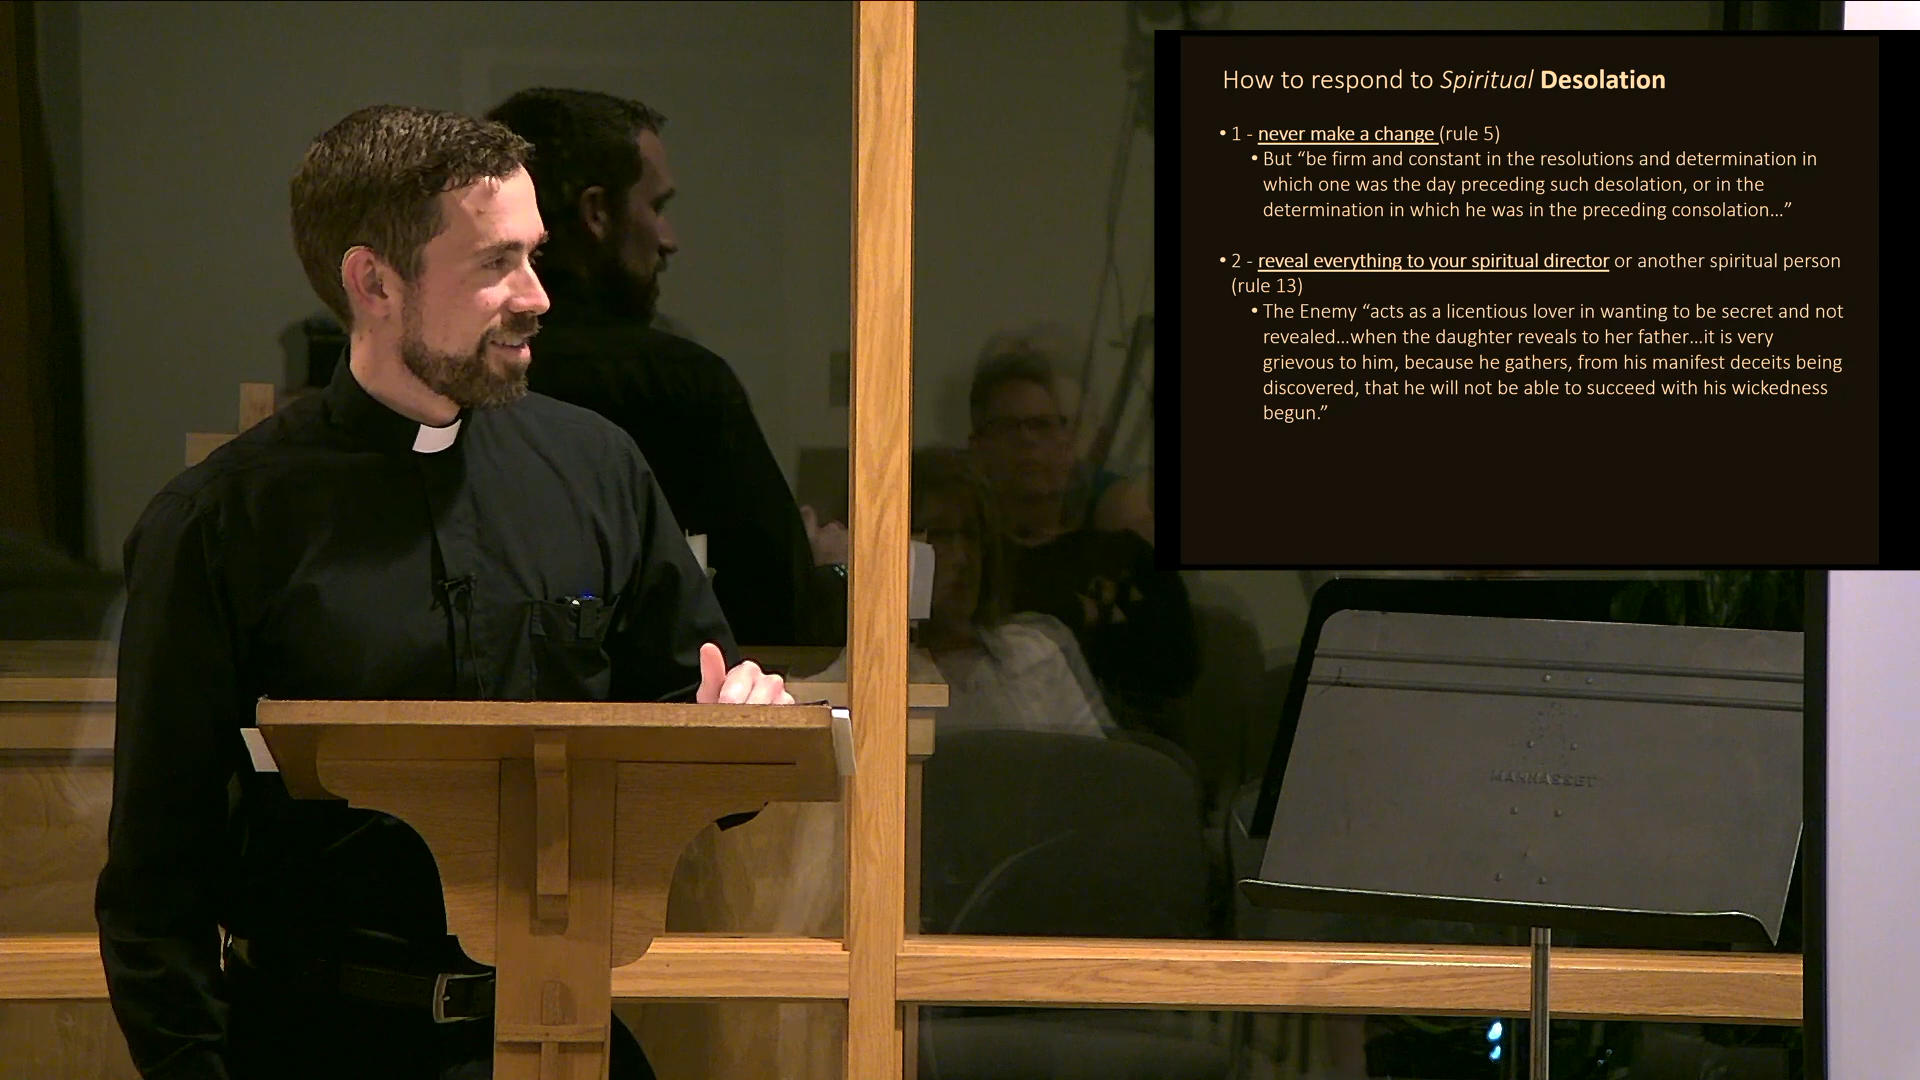 How to respond to Spiritual Desolation
• 1 - never make a change (rule 5)
• But “be firm and constant in the resolutions and determination in
which one was the day preceding such desolation, or in the
determination in which he was in the preceding consolation…”
• 2 - reveal everything to your spiritual director or another spiritual person
(rule 13)
• The Enemy “acts as a licentious lover in wanting to be secret and not
revealed…when the daughter reveals to her father…it is very
grievous to him, because he gathers, from his manifest deceits being
discovered, that he will not be able to succeed with his wickedness
begun.”
MANHASSET